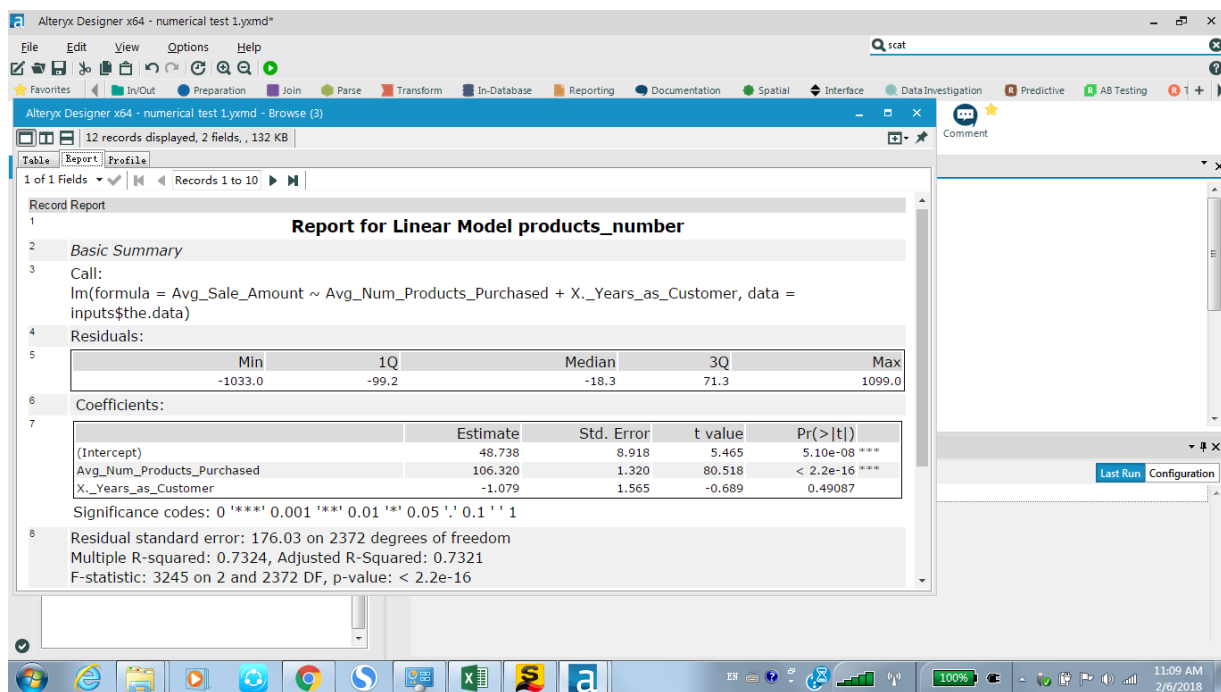 Alteryx Designer x64 - numerical test 1.yxmd*
File Edit View Options Help
scat
Favorites In/Out Preparation Join Parse Transform In-Database Reporting Documentation Spatial Interface Data Investigation Predictive AB Testing
Comment
Alteryx Designer x64 - numerical test 1.yxmd - Browse (3)
12 records displayed, 2 fields, , 132 KB
Table Report Profile
1 of 1 Fields Records 1 to 10
Record Report
1 Report for Linear Model products_number
2 Basic Summary
3 Call:
lm(formula = Avg_Sale_Amount ~ Avg_Num_Products_Purchased + X._Years_as_Customer, data =
inputs$the.data)
4 Residuals:
5 Min 1Q Median 3Q Max
-1033.0 -99.2 -18.3 71.3 1099.0
6 Coefficients:
7 Estimate Std. Error t value Pr(>|t|)
(Intercept) 48.738 8.918 5.465 5.10e-08 ***
Avg_Num_Products_Purchased 106.320 1.320 80.518 < 2.2e-16 ***
X._Years_as_Customer -1.079 1.565 -0.689 0.49087
Significance codes: 0 '***' 0.001 '**' 0.01 '*' 0.05 '.' 0.1 ' ' 1
8 Residual standard error: 176.03 on 2372 degrees of freedom
Multiple R-squared: 0.7324, Adjusted R-Squared: 0.7321
F-statistic: 3245 on 2 and 2372 DF, p-value: < 2.2e-16
Last Run Configuration
EN 100% 11:09 AM
2/6/2018